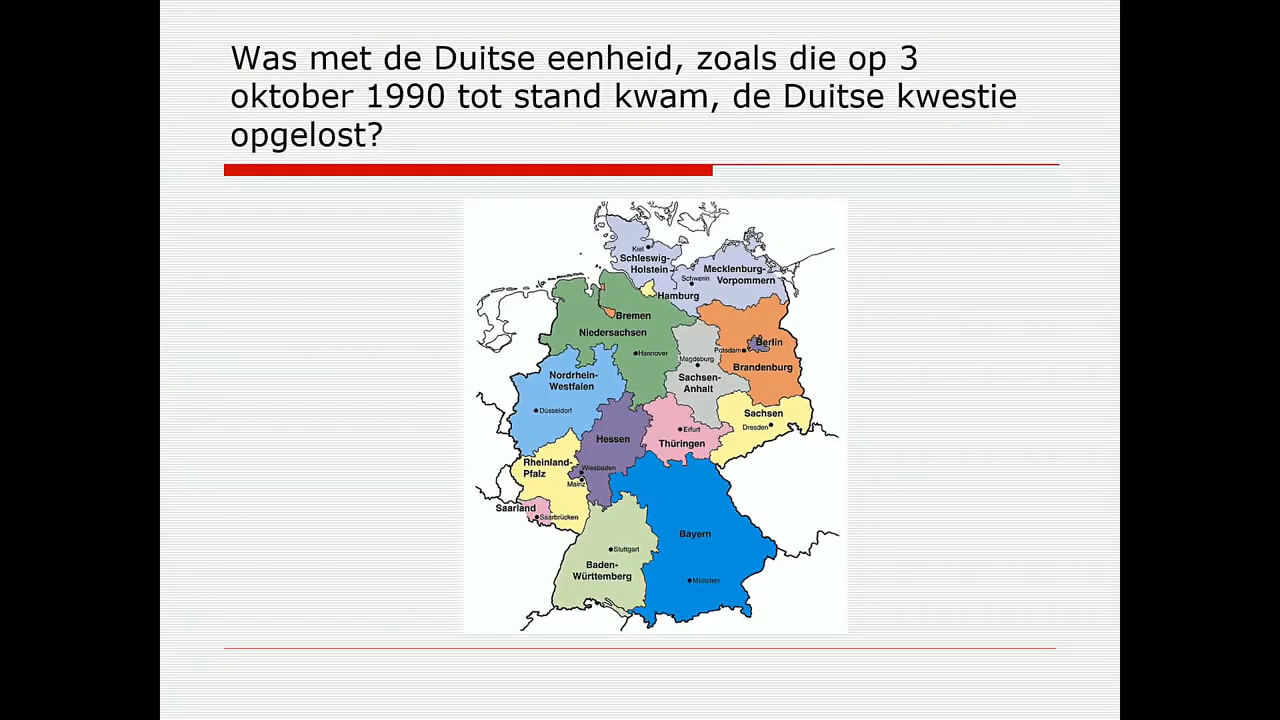 Was met de Duitse eenheid, zoals die op 3
oktober 1990 tot stand kwam, de Duitse kwestie
opgelost?
Kiel
Schleswig-
Holstein
Mecklenburg-
Vorpommern
Schwerin
Hamburg
Bremen
Niedersachsen
Hannover
Berlin
Potsdam
Brandenburg
Magdeburg
Sachsen-
Anhalt
Nordrhein-
Westfalen
Düsseldorf
Sachsen
Dresden
Erfurt
Thüringen
Hessen
Wiesbaden
Mainz
Rheinland-
Pfalz
Saarland
Saarbrücken
Bayern
Stuttgart
Baden-
Württemberg
München